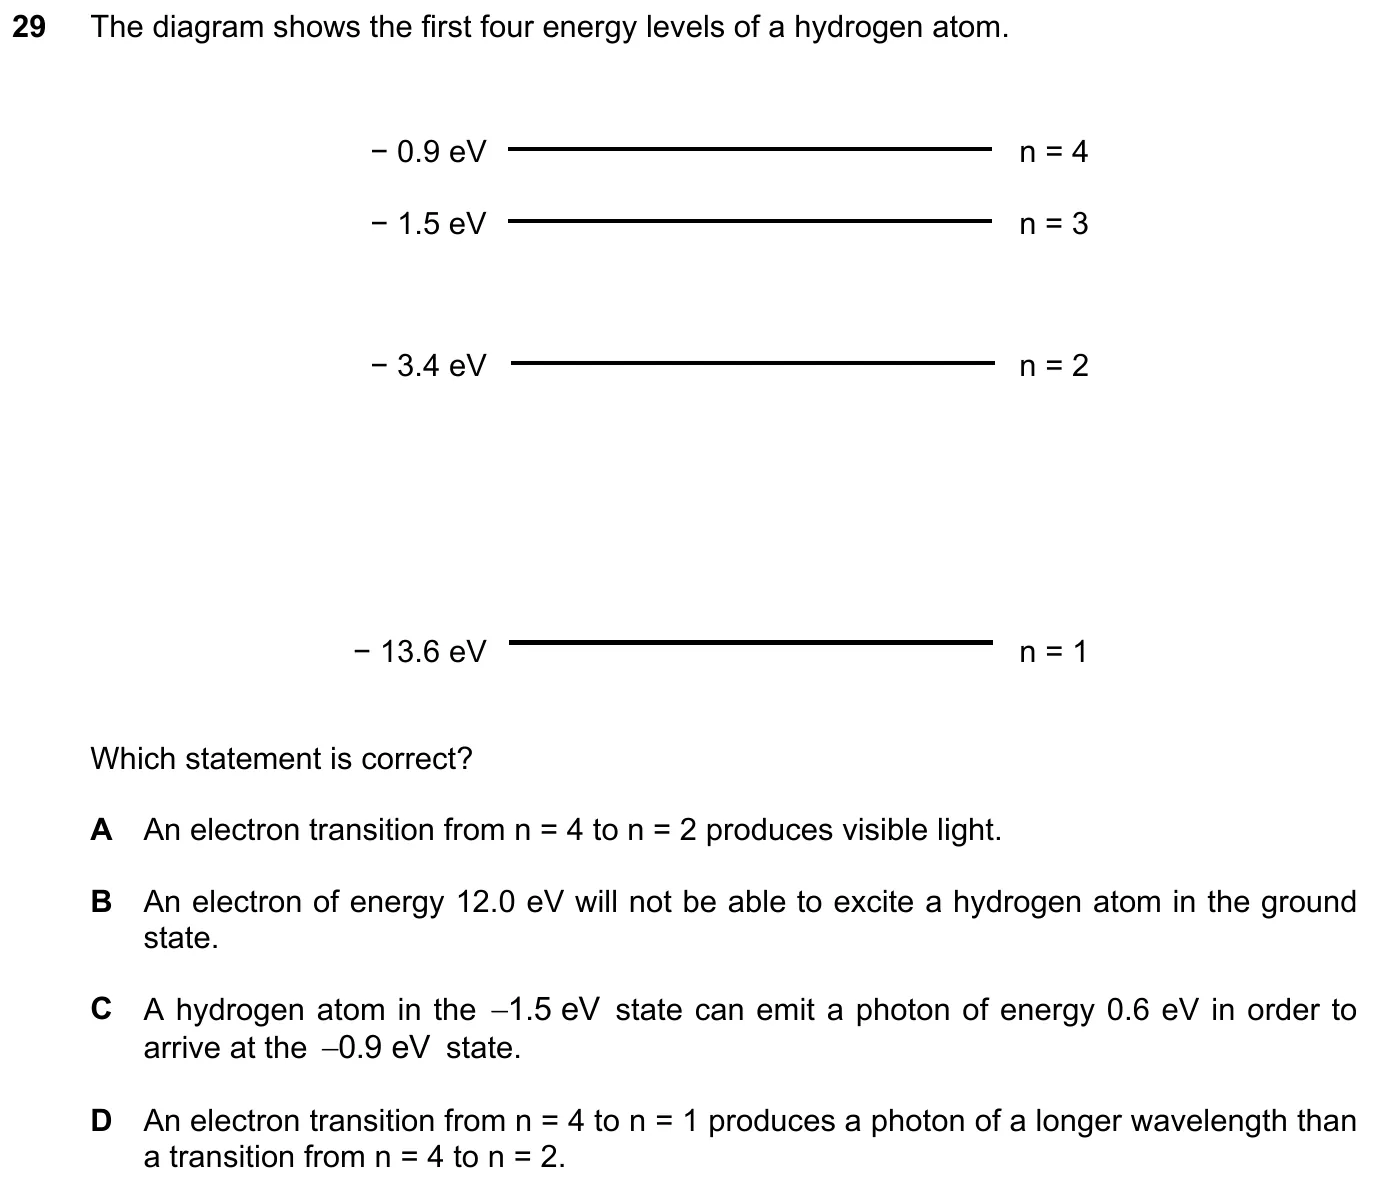 29 The diagram shows the first four energy levels of a hydrogen atom.
− 0.9 eV n = 4
− 1.5 eV n = 3
− 3.4 eV n = 2
− 13.6 eV n = 1
Which statement is correct?
A An electron transition from n = 4 to n = 2 produces visible light.
B An electron of energy 12.0 eV will not be able to excite a hydrogen atom in the ground
state.
C A hydrogen atom in the −1.5 eV state can emit a photon of energy 0.6 eV in order to
arrive at the −0.9 eV state.
D An electron transition from n = 4 to n = 1 produces a photon of a longer wavelength than
a transition from n = 4 to n = 2.